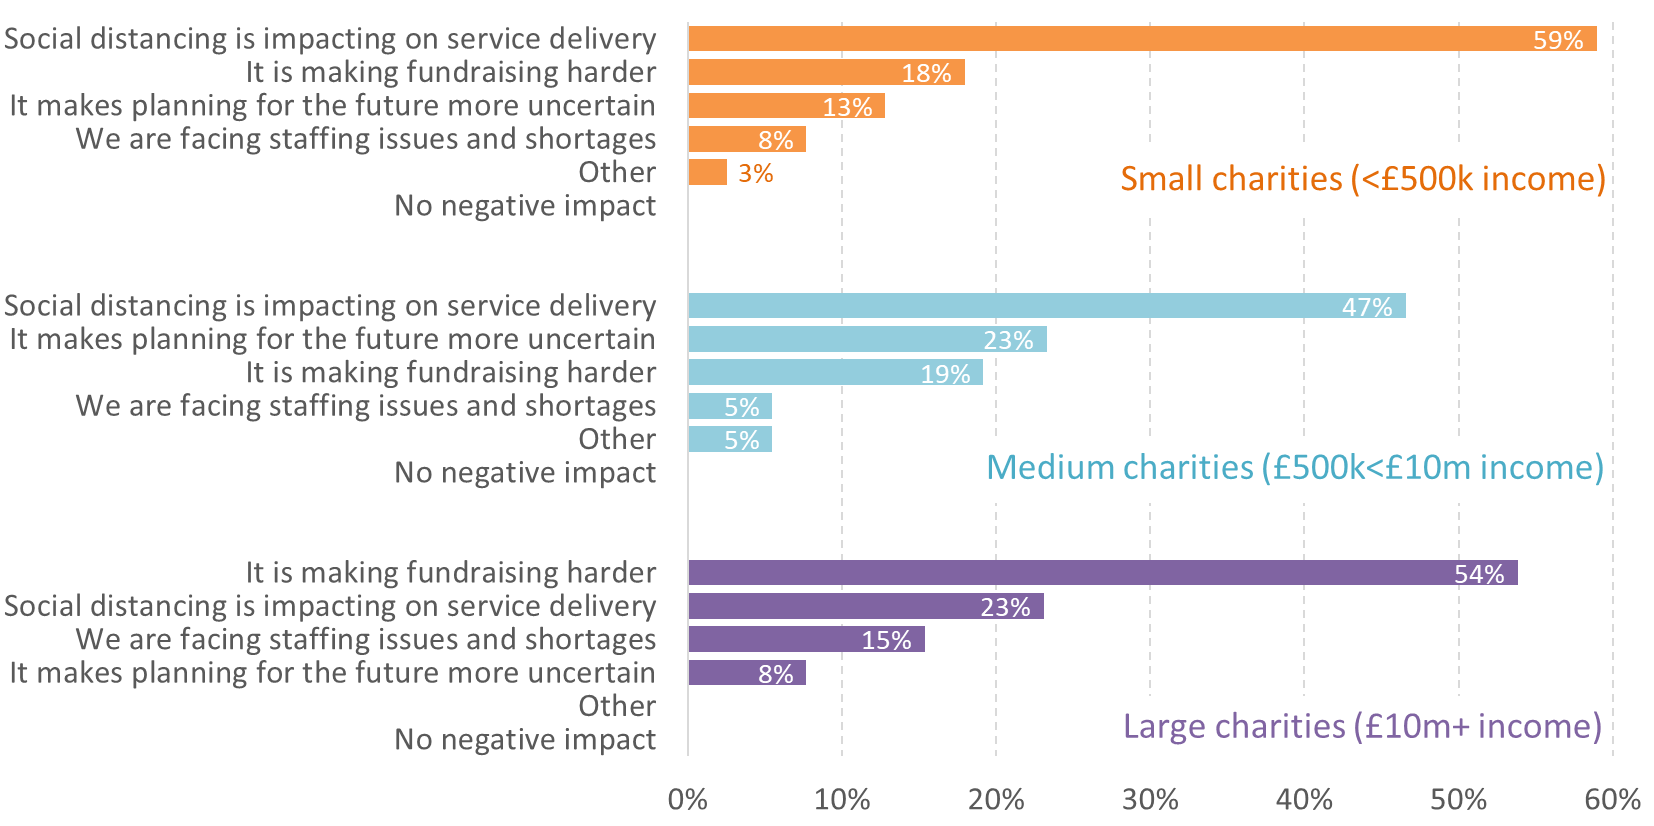 Social distancing is impacting on service delivery 59%
It is making fundraising harder 18%
It makes planning for the future more uncertain 13%
We are facing staffing issues and shortages 8%
Other 3%
Small charities (<£500k income)
No negative impact
Social distancing is impacting on service delivery 47%
It makes planning for the future more uncertain 23%
It is making fundraising harder 19%
We are facing staffing issues and shortages 5%
Other 5%
Medium charities (£500k<£10m income)
No negative impact
It is making fundraising harder 54%
Social distancing is impacting on service delivery 23%
We are facing staffing issues and shortages 15%
It makes planning for the future more uncertain 8%
Other
Large charities (£10m+ income)
No negative impact
0% 10% 20% 30% 40% 50% 60%